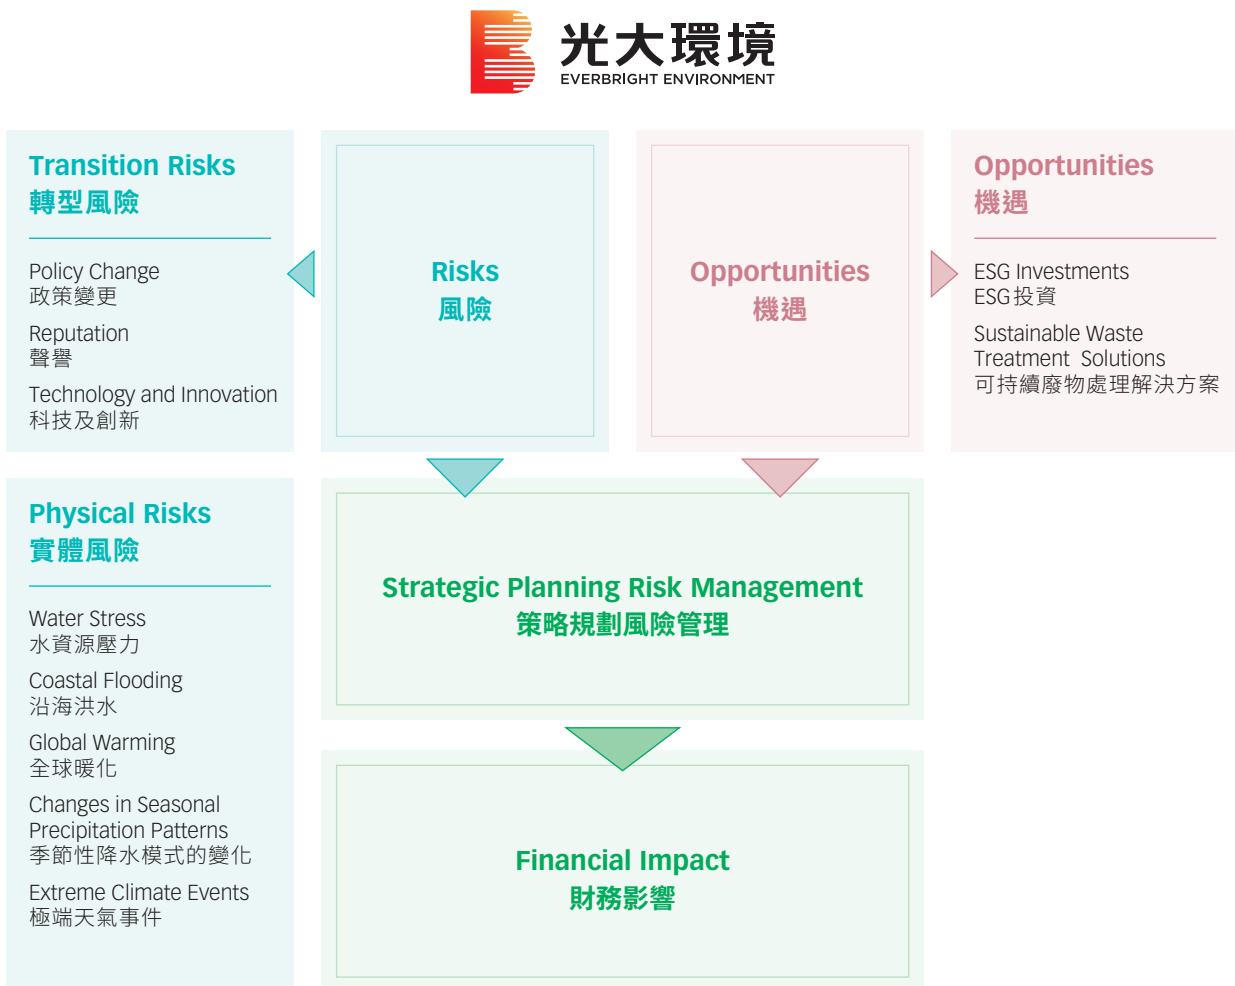 光大環境
EVERBRIGHT ENVIRONMENT
Transition Risks
轉型風險
Policy Change
政策變更
Reputation
聲譽
Technology and Innovation
科技及創新
Risks
風險
Opportunities
機遇
Opportunities
機遇
ESG Investments
ESG投資
Sustainable Waste
Treatment Solutions
可持續廢物處理解決方案
Physical Risks
實體風險
Water Stress
水資源壓力
Coastal Flooding
沿海洪水
Global Warming
全球暖化
Changes in Seasonal
Precipitation Patterns
季節性降水模式的變化
Extreme Climate Events
極端天氣事件
Strategic Planning Risk Management
策略規劃風險管理
Financial Impact
財務影響